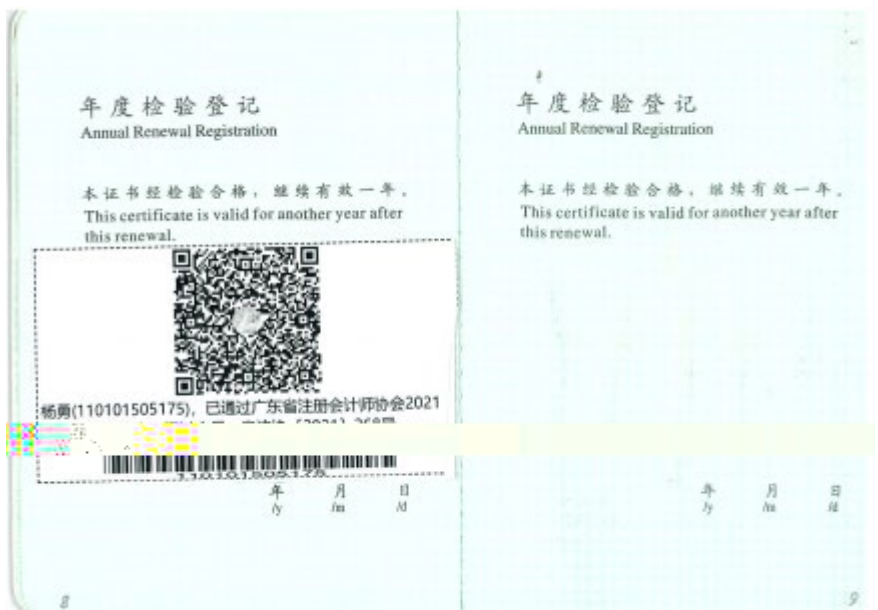 年度检验登记
Annual Renewal Registration
本证书经检验合格，继续有效一年。
This certificate is valid for another year after
this renewal.
杨勇(110101505175)，已通过广东省注册会计师协会2021
110101505175
年 月 日
/y /m /d
8
年度检验登记
Annual Renewal Registration
本证书经检验合格，继续有效一年。
This certificate is valid for another year after
this renewal.
年 月 日
/y /m /d
9